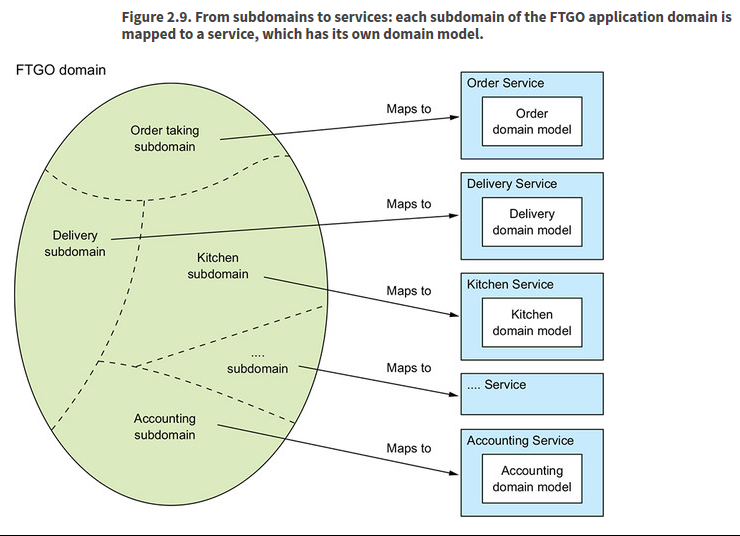 Figure 2.9. From subdomains to services: each subdomain of the FTGO application domain is
mapped to a service, which has its own domain model.
FTGO domain
Order taking
subdomain
Maps to
Order Service
Order
domain model
Delivery
subdomain
Maps to
Delivery Service
Delivery
domain model
Kitchen
subdomain
Maps to
Kitchen Service
Kitchen
domain model
....
subdomain
Maps to
.... Service
Accounting
subdomain
Maps to
Accounting Service
Accounting
domain model